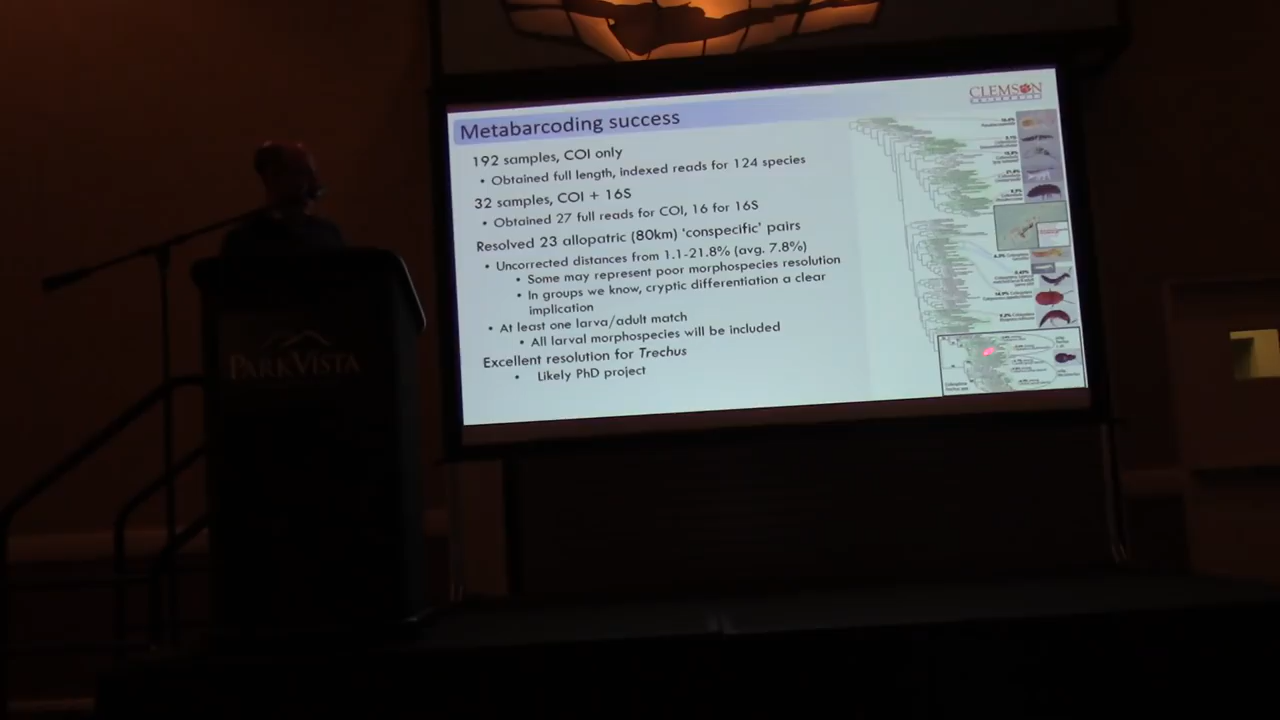 CLEMSON
Metabarcoding success
192 samples, COI only
• Obtained full length, indexed reads for 124 species
32 samples, COI + 16S
• Obtained 27 full reads for COI, 16 for 16S
Resolved 23 allopatric (80km) 'conspecific' pairs
• Uncorrected distances from 1.1-21.8% (avg. 7.8%)
• Some may represent poor morphospecies resolution
• In groups we know, cryptic differentiation a clear
implication
• At least one larva/adult match
• All larval morphospecies will be included
Excellent resolution for Trechus
• Likely PhD project
PARKVISTA